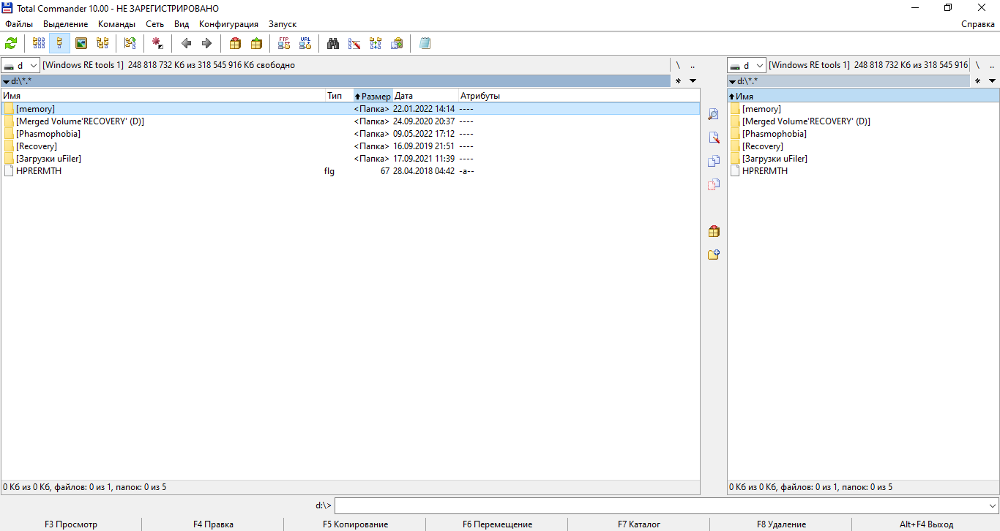 Total Commander 10.00 - НЕ ЗАРЕГИСТРИРОВАНО
Файлы Выделение Команды Сеть Вид Конфигурация Запуск Справка
FTP URL
d [Windows RE tools 1] 248 818 732 Кб из 318 545 916 Кб свободно \ .. d [Windows RE tools 1] 248 818 732 Кб из 318 545 916 \ ..
d:\*.* * d:\*.* *
Имя Тип Размер Дата Атрибуты Имя
[memory] <Папка> 22.01.2022 14:14 ---- [memory]
[Merged Volume'RECOVERY' (D)] <Папка> 24.09.2020 20:37 ---- [Merged Volume'RECOVERY' (D)]
[Phasmophobia] <Папка> 09.05.2022 17:12 ---- [Phasmophobia]
[Recovery] <Папка> 16.09.2019 21:51 ---- [Recovery]
[Загрузки uFiler] <Папка> 17.09.2021 11:39 ---- [Загрузки uFiler]
HPRERMTH flg 67 28.04.2018 04:42 -a-- HPRERMTH
0 Кб из 0 Кб, файлов: 0 из 1, папок: 0 из 5 0 Кб из 0 Кб, файлов: 0 из 1, папок: 0 из 5
d:\>
F3 Просмотр F4 Правка F5 Копирование F6 Перемещение F7 Каталог F8 Удаление Alt+F4 Выход